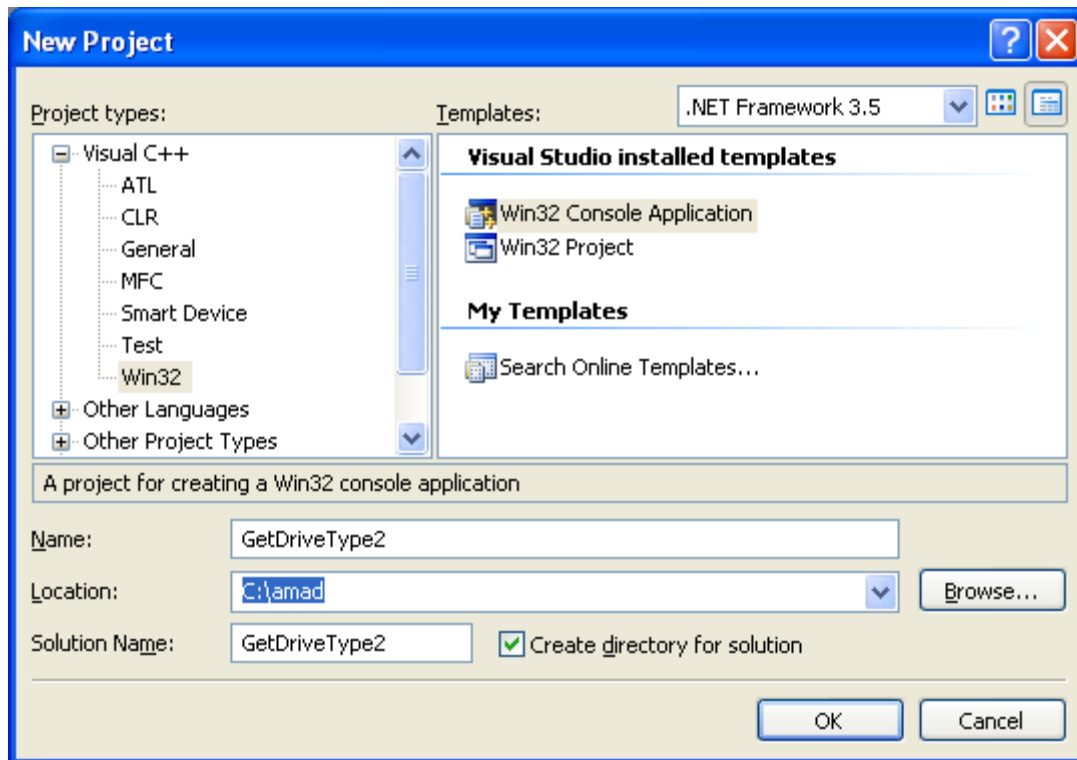 New Project
Project types:
Templates:
.NET Framework 3.5
Visual C++
ATL
CLR
General
MFC
Smart Device
Test
Win32
Other Languages
Other Project Types
Visual Studio installed templates
Win32 Console Application
Win32 Project
My Templates
Search Online Templates...
A project for creating a Win32 console application
Name:
GetDriveType2
Location:
C:\amad
Browse...
Solution Name:
GetDriveType2
Create directory for solution
OK
Cancel